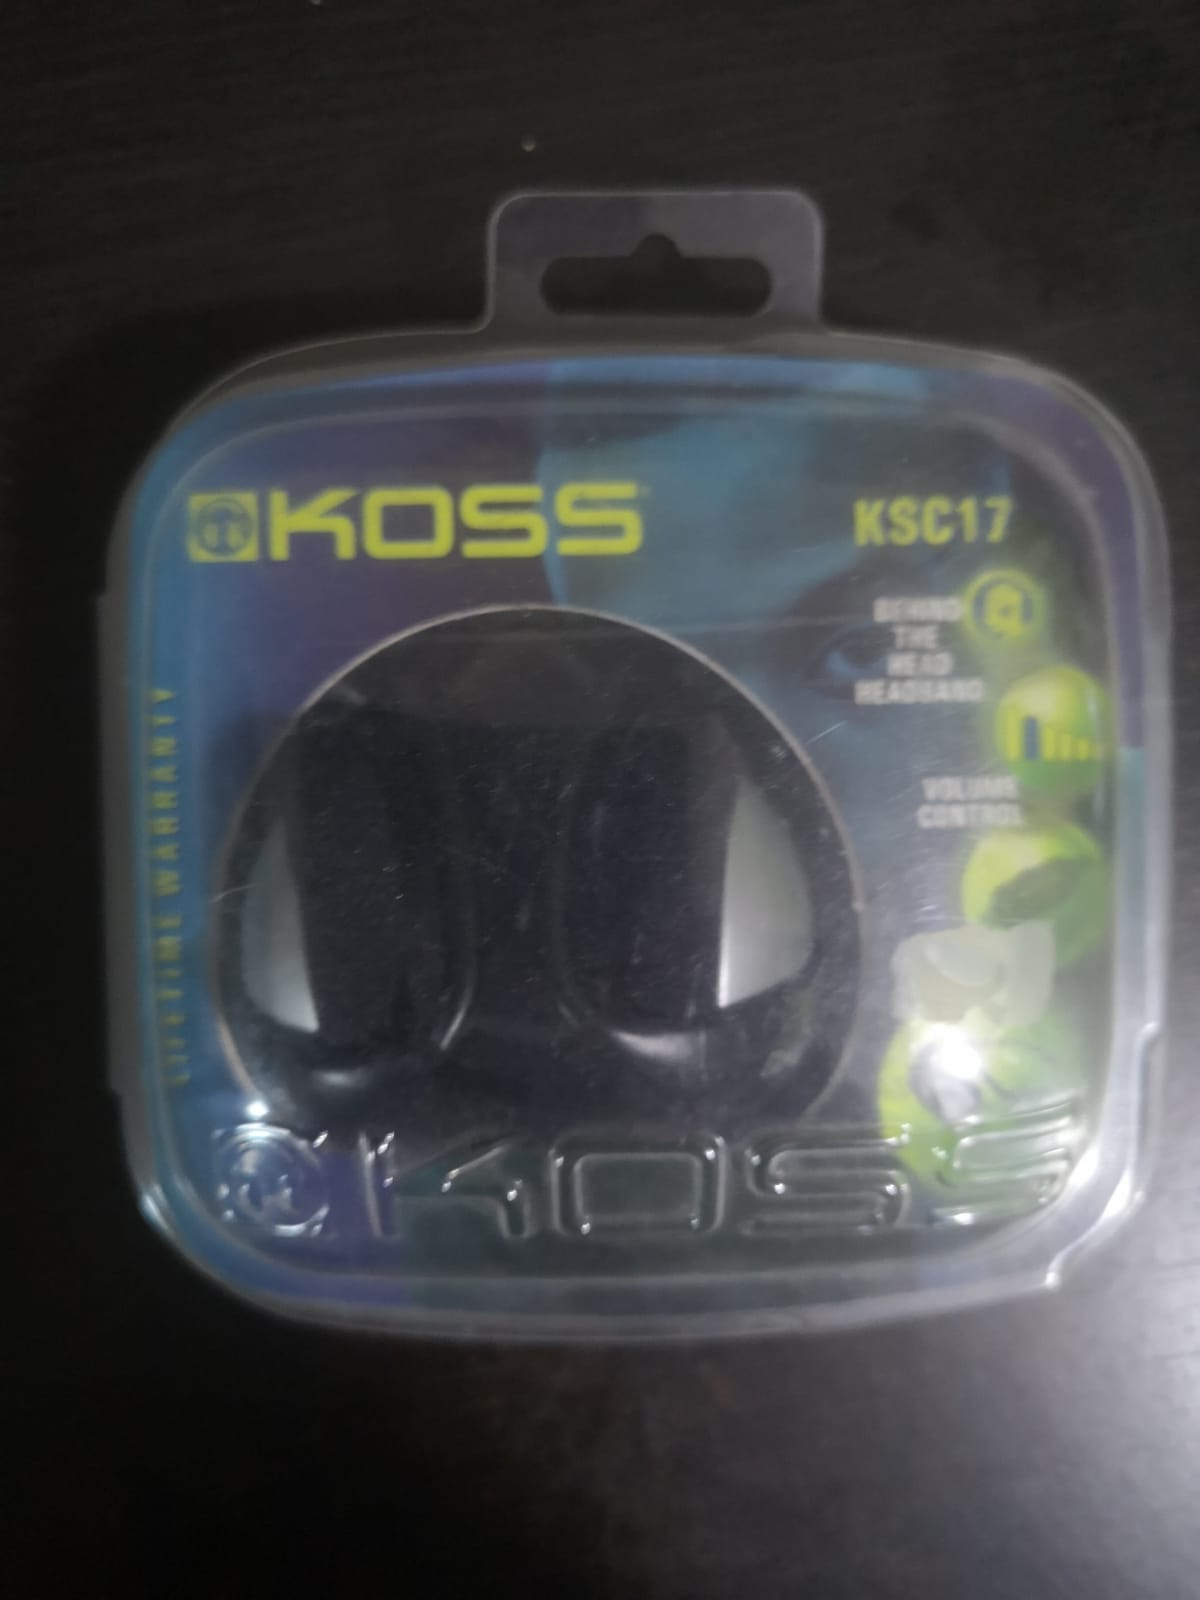 KOSS
KSC17
BEHIND
THE
HEAD
HEADBAND
VOLUME
CONTROL
LIFETIME WARRANTY
KOSS